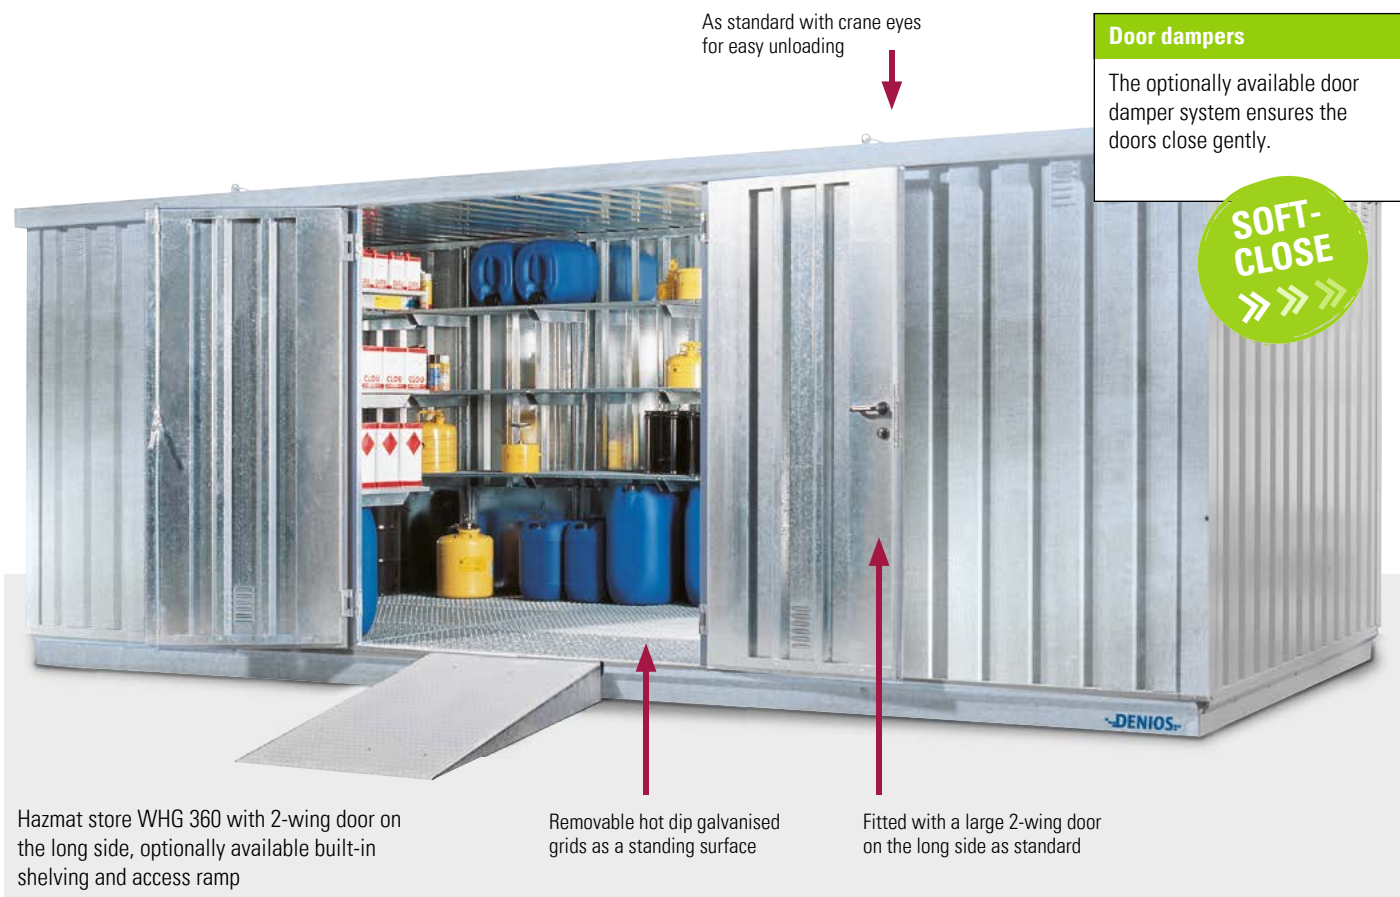 As standard with crane eyes
for easy unloading
Door dampers
The optionally available door
damper system ensures the
doors close gently.
SOFT-
CLOSE
CLOU CLOU CLOU
DENIOS
Hazmat store WHG 360 with 2-wing door on
the long side, optionally available built-in
shelving and access ramp
Removable hot dip galvanised
grids as a standing surface
Fitted with a large 2-wing door
on the long side as standard